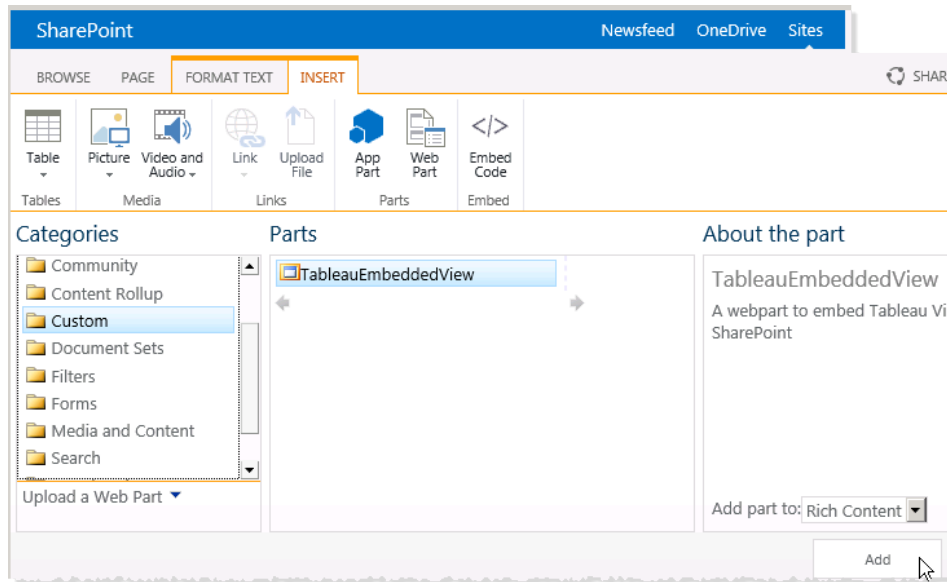 SharePoint
Newsfeed OneDrive Sites
BROWSE PAGE FORMAT TEXT INSERT
SHAR
Table
Picture
Video and
Audio
Link
Upload
File
App
Part
Web
Part
Embed
Code
Tables
Media
Links
Parts
Embed
Categories
Community
Content Rollup
Custom
Document Sets
Filters
Forms
Media and Content
Search
Upload a Web Part
Parts
TableauEmbeddedView
About the part
TableauEmbeddedView
A webpart to embed Tableau Vi
SharePoint
Add part to: Rich Content
Add